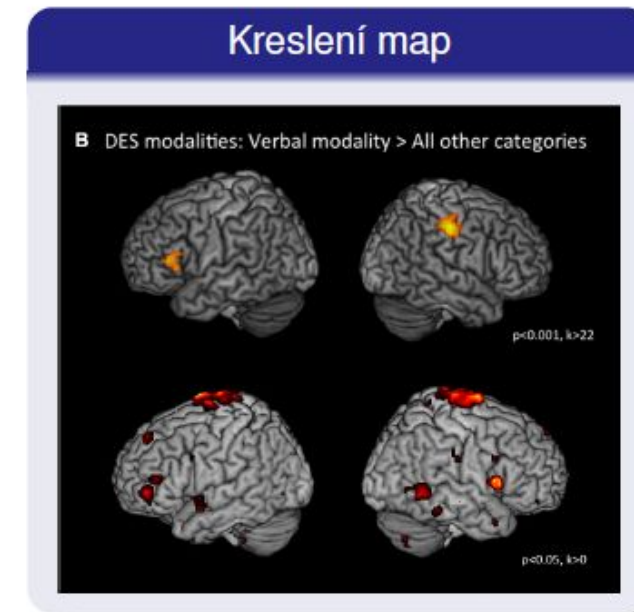 Kreslení map
B DES modalities: Verbal modality > All other categories
p<0.001, k>22
p<0.05, k>0